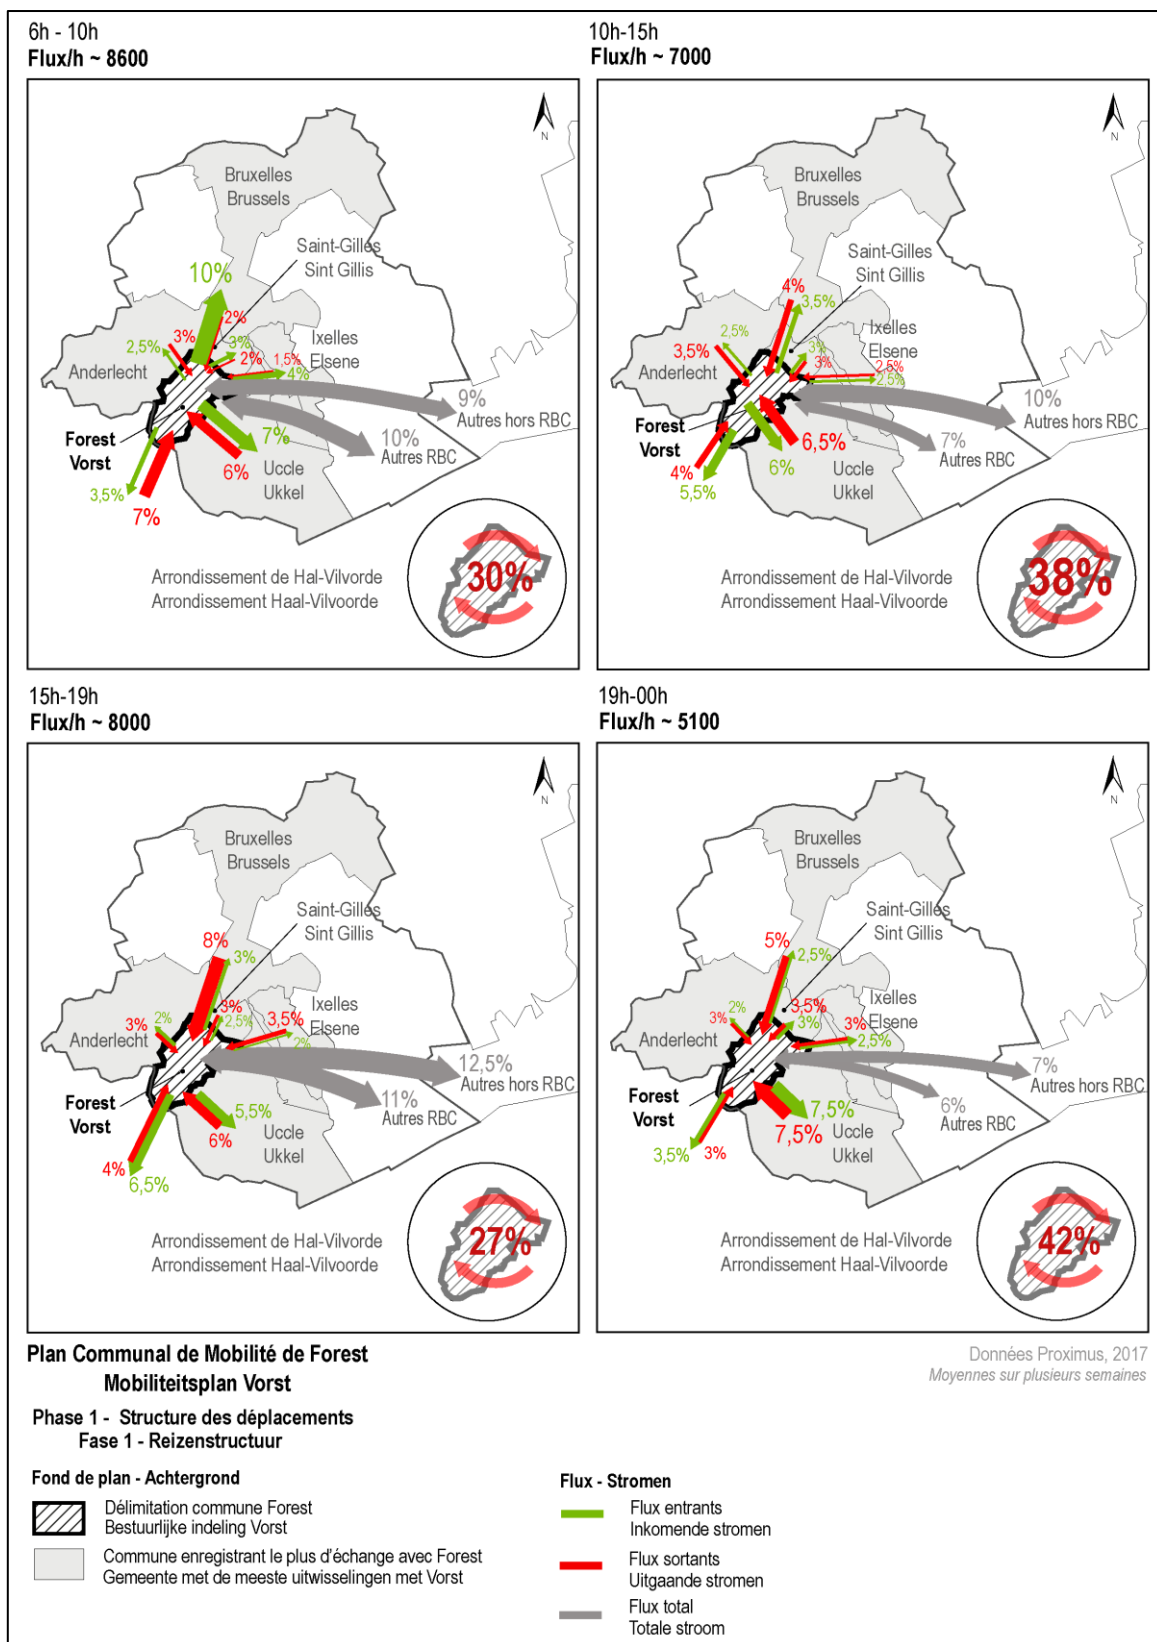 6h - 10h
Flux/h ~ 8600
N
Bruxelles
Brussels
Saint-Gilles
Sint Gillis
10%
2%
3%
3%
2,5%
2%
1,5%
4%
Ixelles
Elsene
Anderlecht
9%
Autres hors RBC
10%
Autres RBC
Forest
Vorst
7%
6%
Uccle
Ukkel
3,5%
7%
Arrondissement de Hal-Vilvorde
Arrondissement Haal-Vilvoorde
30%
10h-15h
Flux/h ~ 7000
N
Bruxelles
Brussels
Saint-Gilles
Sint Gillis
4%
3,5%
2,5%
3,5%
3%
3%
2,5%
2,5%
Ixelles
Elsene
Anderlecht
10%
Autres hors RBC
7%
Autres RBC
Forest
Vorst
6,5%
6%
4%
5,5%
Uccle
Ukkel
Arrondissement de Hal-Vilvorde
Arrondissement Haal-Vilvoorde
38%
15h-19h
Flux/h ~ 8000
N
Bruxelles
Brussels
Saint-Gilles
Sint Gillis
8%
3%
2%
3%
3%
2,5%
3,5%
2%
Ixelles
Elsene
Anderlecht
12,5%
Autres hors RBC
11%
Autres RBC
Forest
Vorst
5,5%
6%
4%
6,5%
Uccle
Ukkel
Arrondissement de Hal-Vilvorde
Arrondissement Haal-Vilvoorde
27%
19h-00h
Flux/h ~ 5100
N
Bruxelles
Brussels
Saint-Gilles
Sint Gillis
5%
2,5%
2%
3%
3,5%
3%
3%
2,5%
Ixelles
Elsene
Anderlecht
7%
Autres hors RBC
6%
Autres RBC
Forest
Vorst
7,5%
7,5%
3,5%
3%
Uccle
Ukkel
Arrondissement de Hal-Vilvorde
Arrondissement Haal-Vilvoorde
42%
Plan Communal de Mobilité de Forest
Mobiliteitsplan Vorst
Données Proximus, 2017
Moyennes sur plusieurs semaines
Phase 1 - Structure des déplacements
Fase 1 - Reizenstructuur
Fond de plan - Achtergrond
Délimitation commune Forest
Bestuurlijke indeling Vorst
Commune enregistrant le plus d'échange avec Forest
Gemeente met de meeste uitwisselingen met Vorst
Flux - Stromen
Flux entrants
Inkomende stromen
Flux sortants
Uitgaande stromen
Flux total
Totale stroom